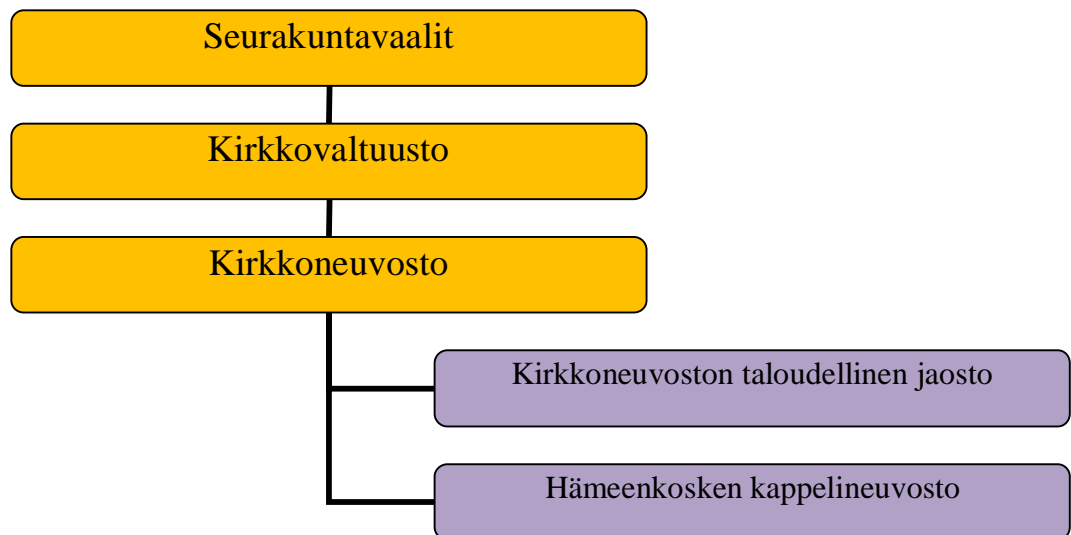 Seurakuntavaalit
Kirkkovaltuusto
Kirkkoneuvosto
Kirkkoneuvoston taloudellinen jaosto
Hämeenkosken kappelineuvosto